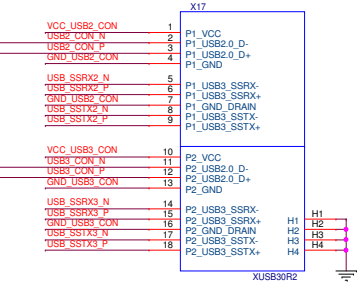 X17
VCC_USB2_CON 1 P1_VCC
USB2_CON_N 2 P1_USB2.0_D-
USB2_CON_P 3 P1_USB2.0_D+
GND_USB2_CON 4 P1_GND
USB_SSRX2_N 5 P1_USB3_SSRX-
USB_SSRX2_P 6 P1_USB3_SSRX+
GND_USB2_CON 7 P1_GND_DRAIN
USB_SSTX2_N 8 P1_USB3_SSTX-
USB_SSTX2_P 9 P1_USB3_SSTX+
VCC_USB3_CON 10 P2_VCC
USB3_CON_N 11 P2_USB2.0_D-
USB3_CON_P 12 P2_USB2.0_D+
GND_USB3_CON 13 P2_GND
USB_SSRX3_N 14 P2_USB3_SSRX-
USB_SSRX3_P 15 P2_USB3_SSRX+ H1 H1
GND_USB3_CON 16 P2_GND_DRAIN H2 H2
USB_SSTX3_N 17 P2_USB3_SSTX- H3 H3
USB_SSTX3_P 18 P2_USB3_SSTX+ H4 H4
XUSB30R2